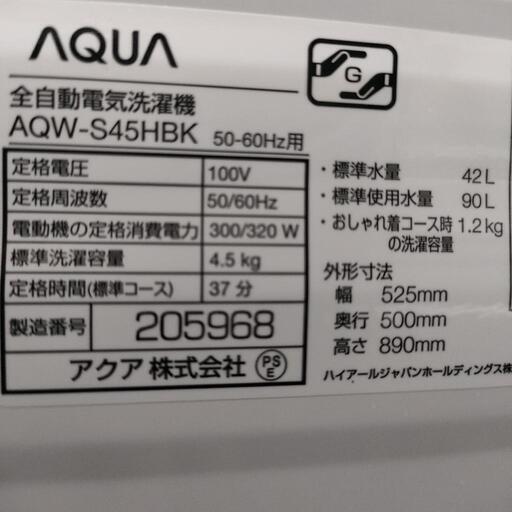 AQUA
G
全自動電気洗濯機
AQW-S45HBK 50-60Hz用
定格電圧 100V
定格周波数 50/60Hz
電動機の定格消費電力 300/320 W
標準洗濯容量 4.5 kg
定格時間(標準コース) 37 分
製造番号 205968
アクア 株式会社 PSE
・標準水量 42L
・標準使用水量 90L
・おしゃれ着コース時 1.2kg
の洗濯容量
外形寸法
幅 525mm
奥行 500mm
高さ 890mm
ハイアールジャパンホールディングス株